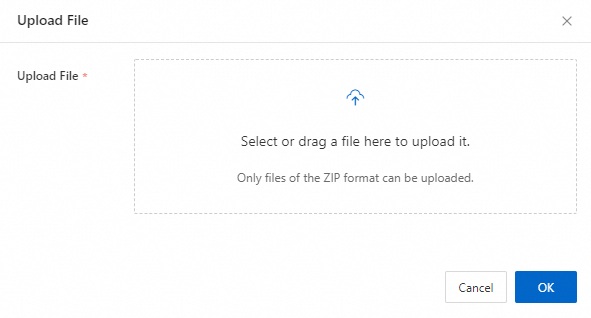 Upload File
Upload File *
Select or drag a file here to upload it.
Only files of the ZIP format can be uploaded.
Cancel OK